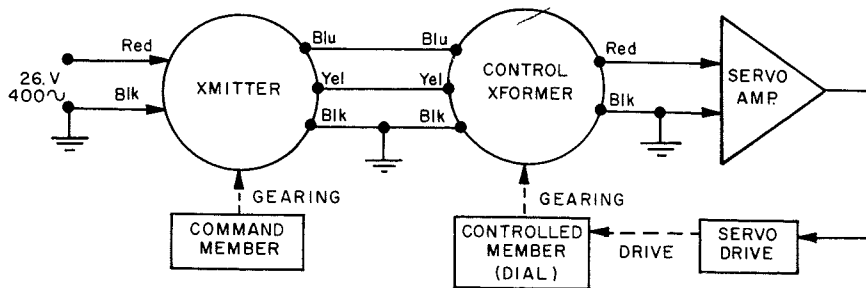 Red
26. V
400~
Blk
XMITTER
Blu
Yel
Blk
Blu
Yel
Blk
CONTROL
XFORMER
Red
Blk
SERVO
AMP.
GEARING
COMMAND
MEMBER
GEARING
CONTROLLED
MEMBER
(DIAL)
DRIVE
SERVO
DRIVE